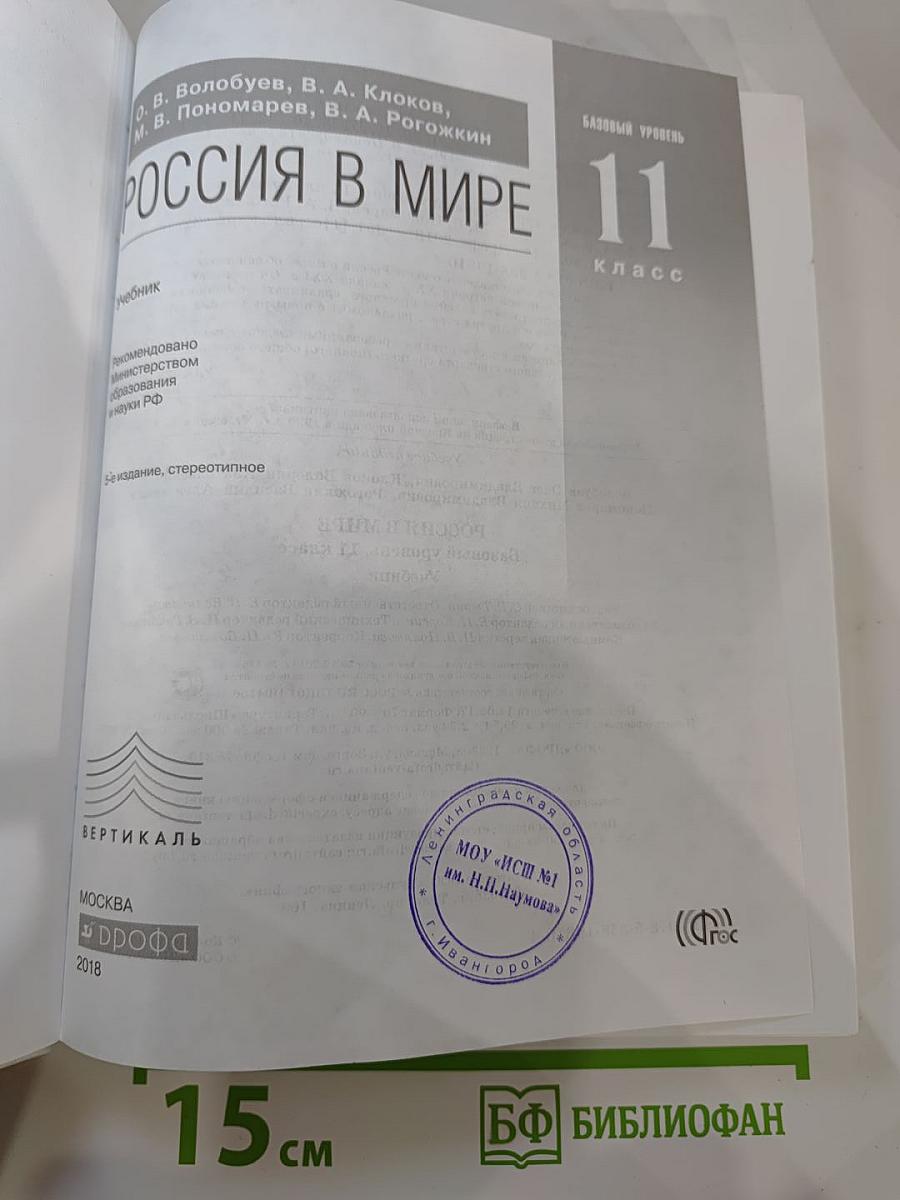 О. В. Волобуев, В. А. Клоков,
М. В. Пономарев, В. А. Рогожкин
РОССИЯ В МИРЕ
БАЗОВЫЙ УРОВЕНЬ
11
класс
учебник
Рекомендовано
Министерством
образования
и науки РФ
5-е издание, стереотипное
ВЕРТИКАЛЬ
МОСКВА
дрофа
2018
Ленинградская область
МОУ «ИСШ №1
им. Н.П.Наумова»
* г.Ивангород *
ФГОС
15 см
БФ БИБЛИОФАН